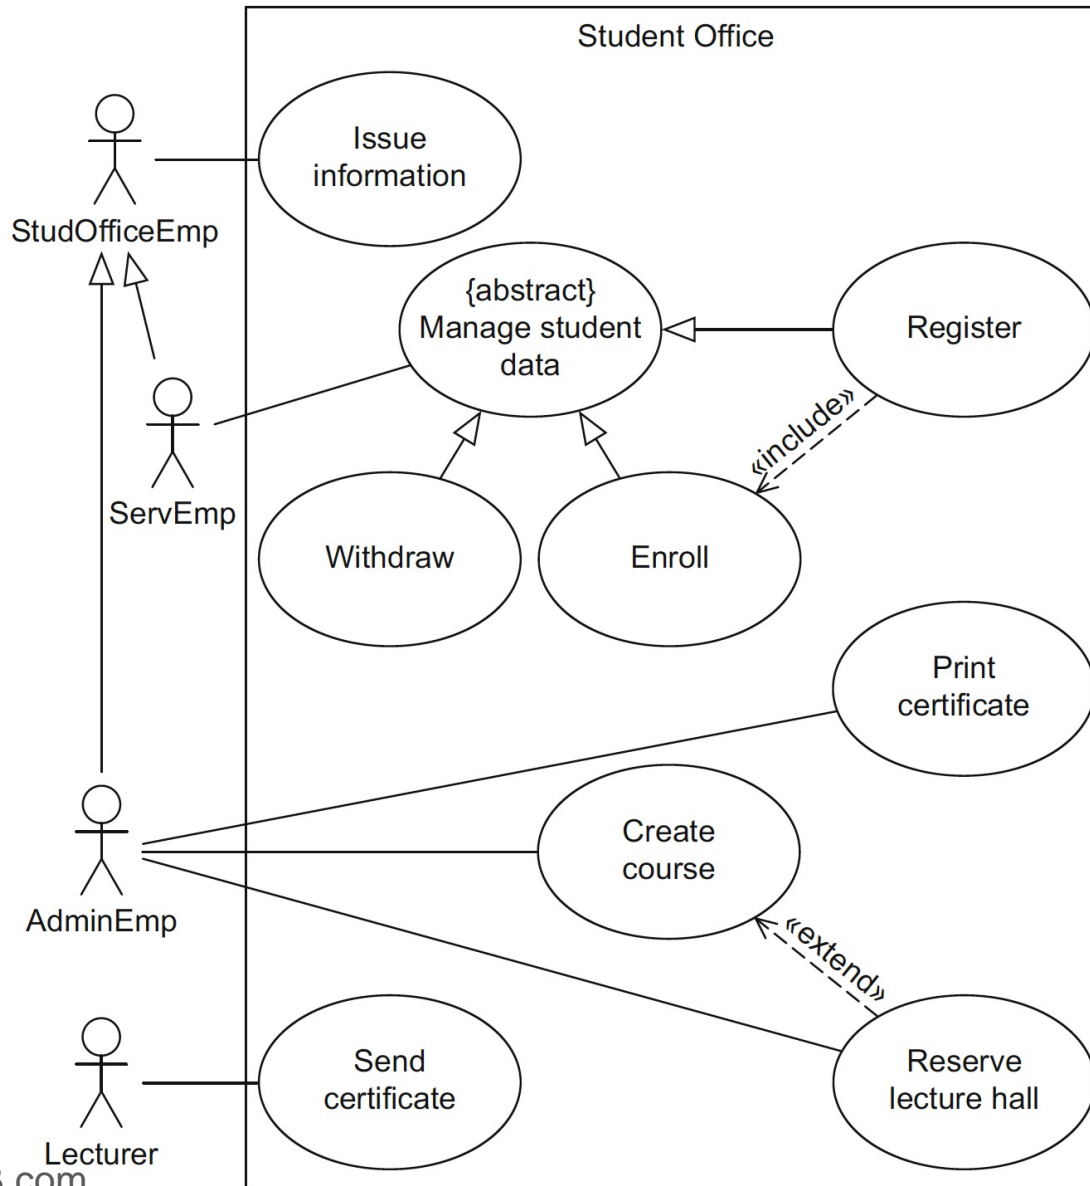 Student Office
Issue
information
StudOfficeEmp
{abstract}
Manage student
data
Register
«include»
ServEmp
Withdraw
Enroll
Print
certificate
Create
course
AdminEmp
«extend»
Send
certificate
Reserve
lecture hall
Lecturer
.com